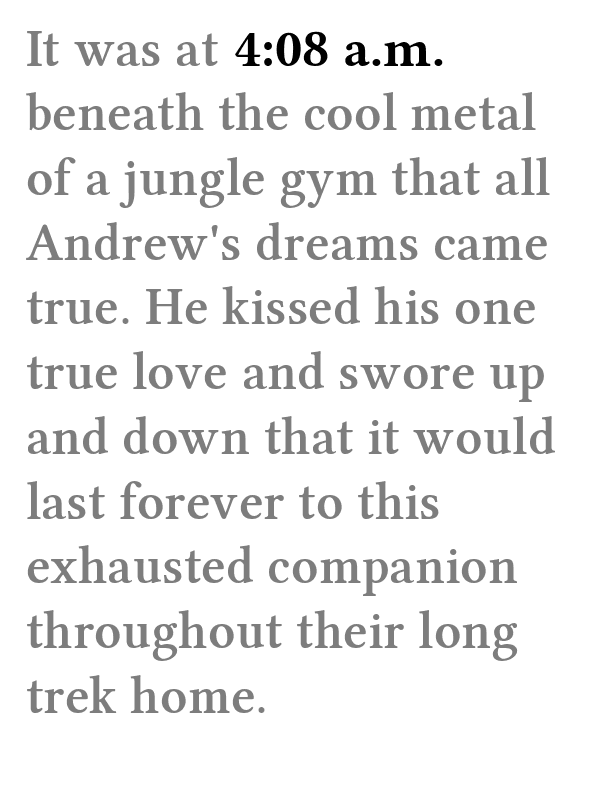 It was at 4:08 a.m.
beneath the cool metal
of a jungle gym that all
Andrew's dreams came
true. He kissed his one
true love and swore up
and down that it would
last forever to this
exhausted companion
throughout their long
trek home.